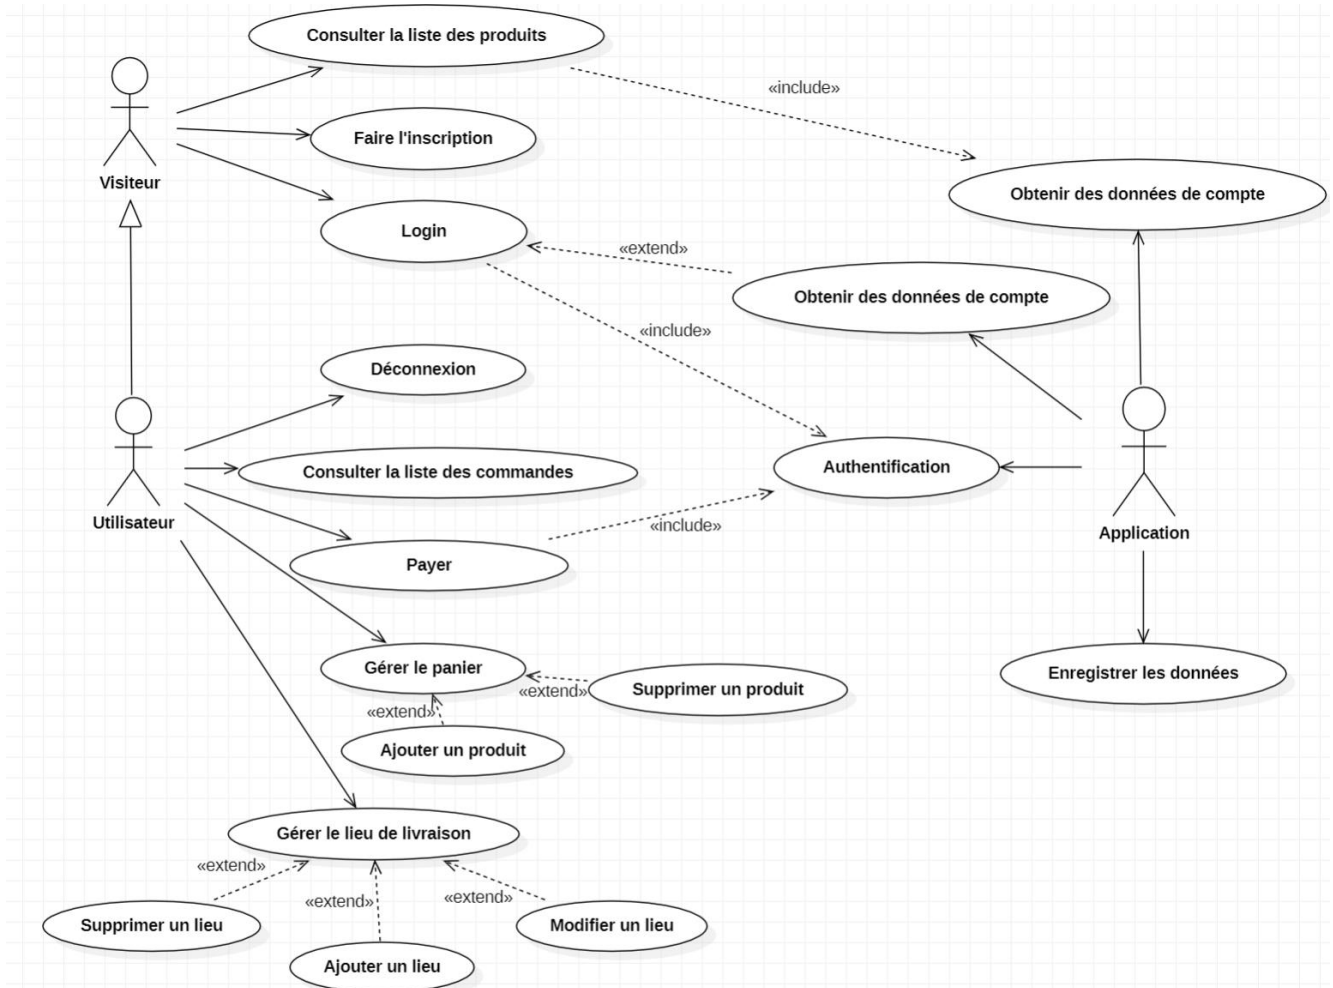 Consulter la liste des produits
«include»
Faire l'inscription
Visiteur
Obtenir des données de compte
Login
«extend»
Obtenir des données de compte
«include»
Déconnexion
Consulter la liste des commandes
Authentification
Utilisateur
«include»
Application
Payer
Gérer le panier
«extend»
Supprimer un produit
Enregistrer les données
«extend»
Ajouter un produit
Gérer le lieu de livraison
«extend»
«extend»
«extend»
Supprimer un lieu
Modifier un lieu
Ajouter un lieu